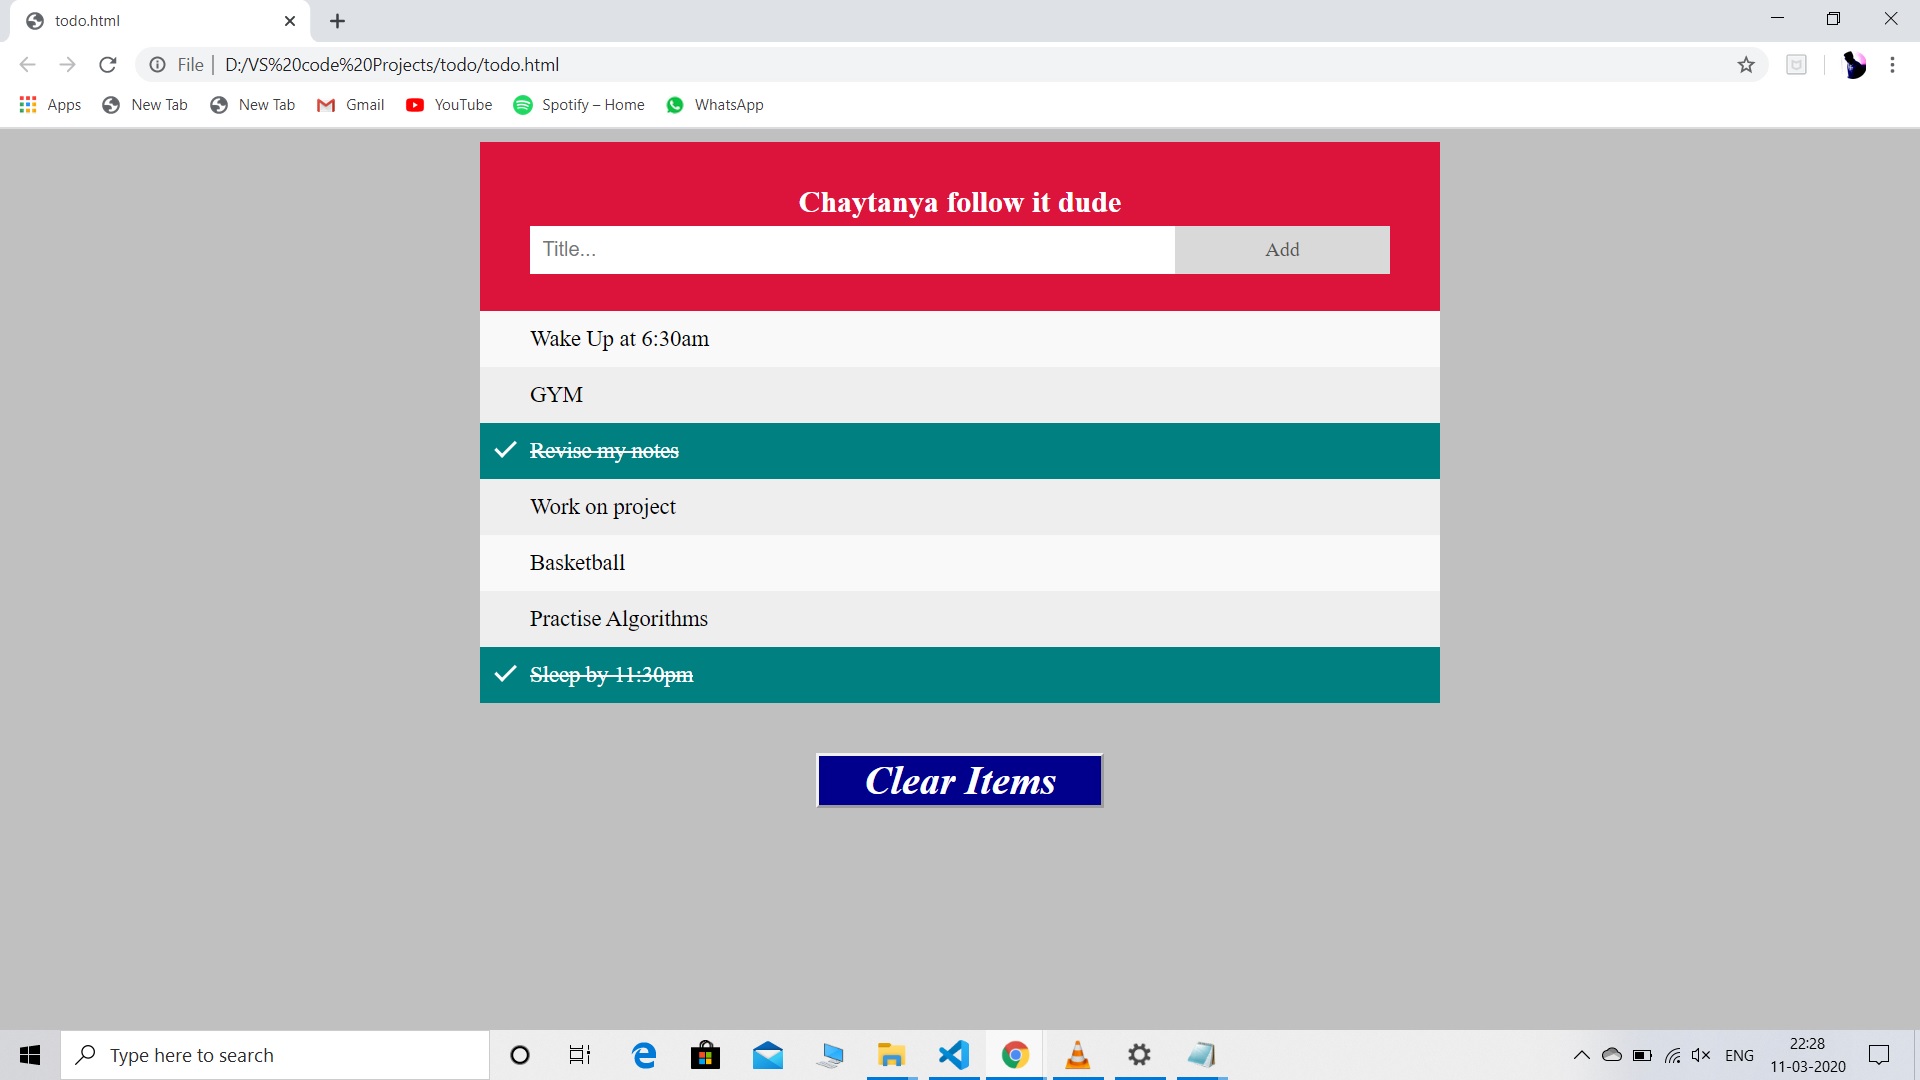 todo.html
File | D:/VS%20code%20Projects/todo/todo.html
Apps New Tab New Tab Gmail YouTube Spotify – Home WhatsApp
Chaytanya follow it dude
Title... Add
Wake Up at 6:30am
GYM
Revise my notes
Work on project
Basketball
Practise Algorithms
Sleep by 11:30pm
Clear Items
Type here to search ENG 22:28
11-03-2020